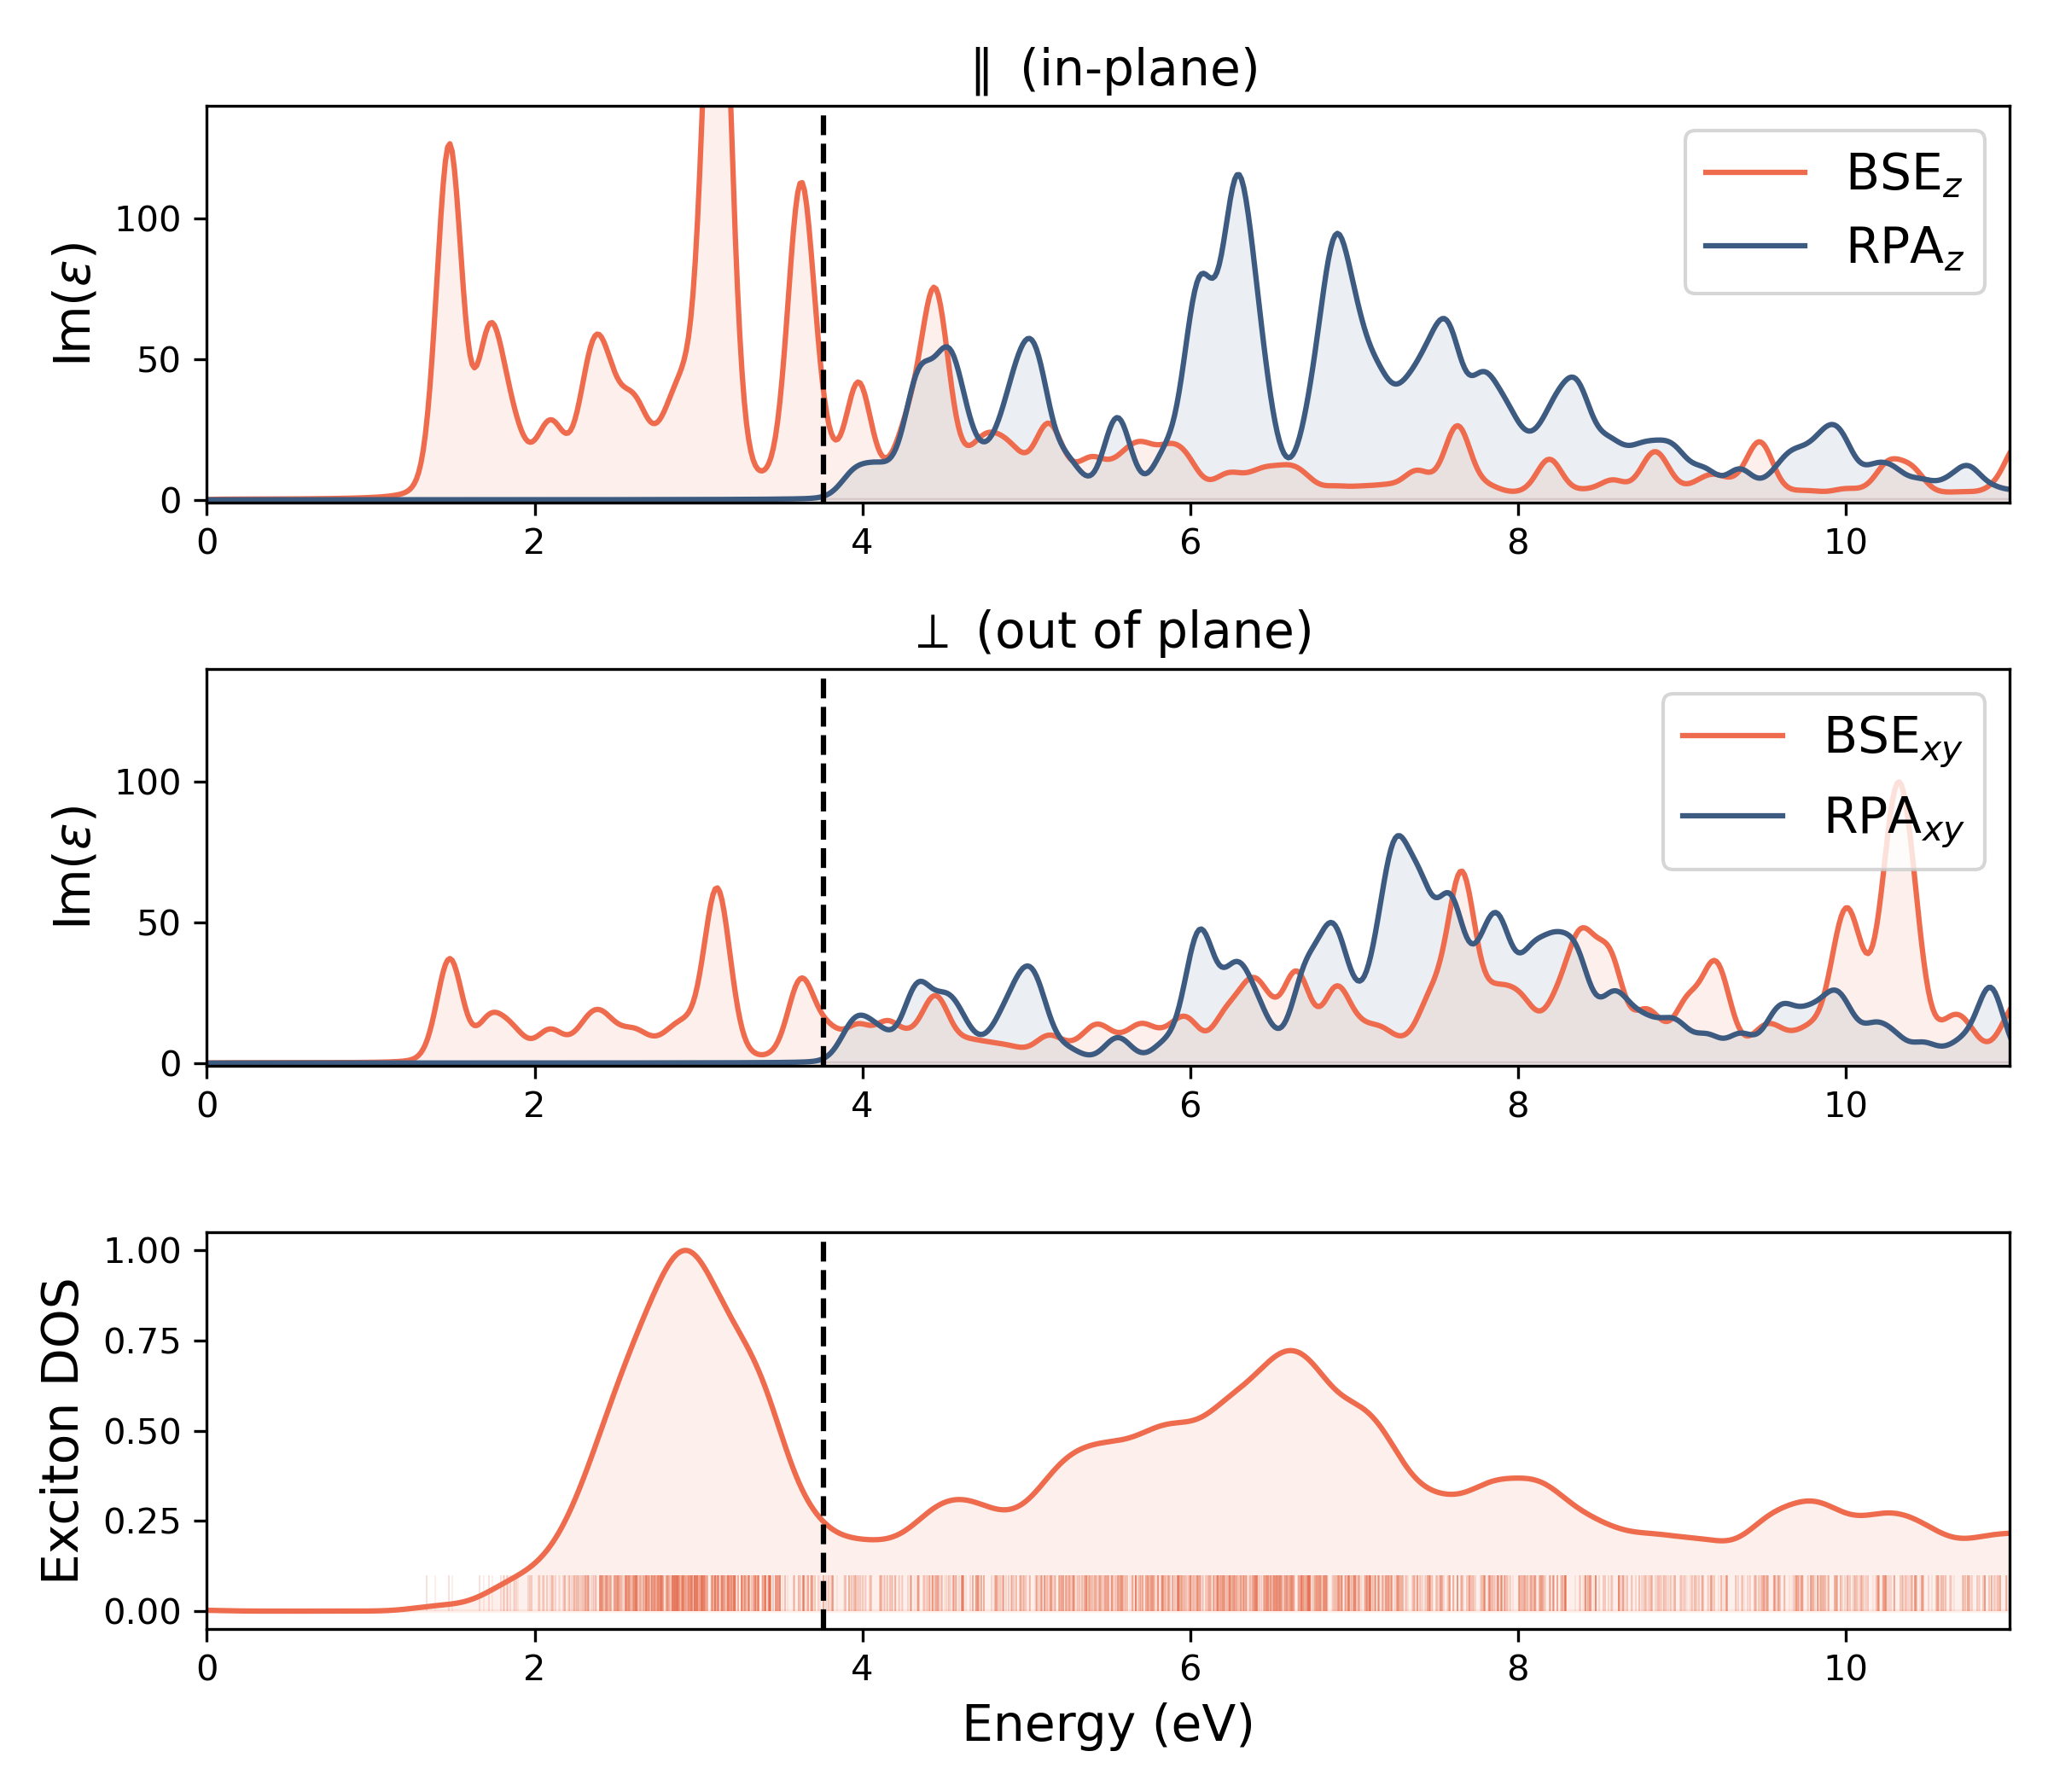 ∥ (in-plane)
Im(ε)
100
50
0
BSE_z
RPA_z
0 2 4 6 8 10
⊥ (out of plane)
Im(ε)
100
50
0
BSE_xy
RPA_xy
0 2 4 6 8 10
Exciton DOS
1.00
0.75
0.50
0.25
0.00
0 2 4 6 8 10
Energy (eV)